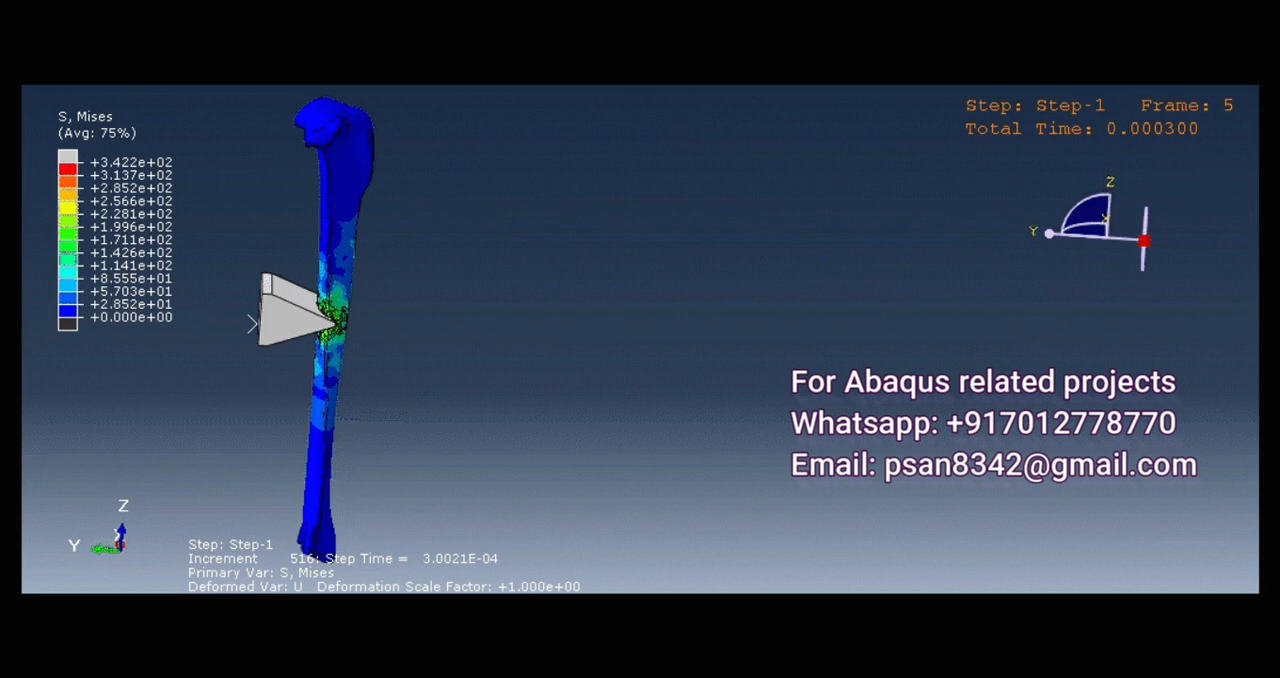 S, Mises
(Avg: 75%)
+3.422e+02
+3.137e+02
+2.852e+02
+2.566e+02
+2.281e+02
+1.996e+02
+1.711e+02
+1.426e+02
+1.141e+02
+8.555e+01
+5.703e+01
+2.852e+01
+0.000e+00
Step: Step-1 Frame: 5
Total Time: 0.000300
Z
Y
X
For Abaqus related projects
Whatsapp: +917012778770
Email: psan8342@gmail.com
Z
Y
Step: Step-1
Increment 516: Step Time = 3.0021E-04
Primary Var: S, Mises
Deformed Var: U Deformation Scale Factor: +1.000e+00